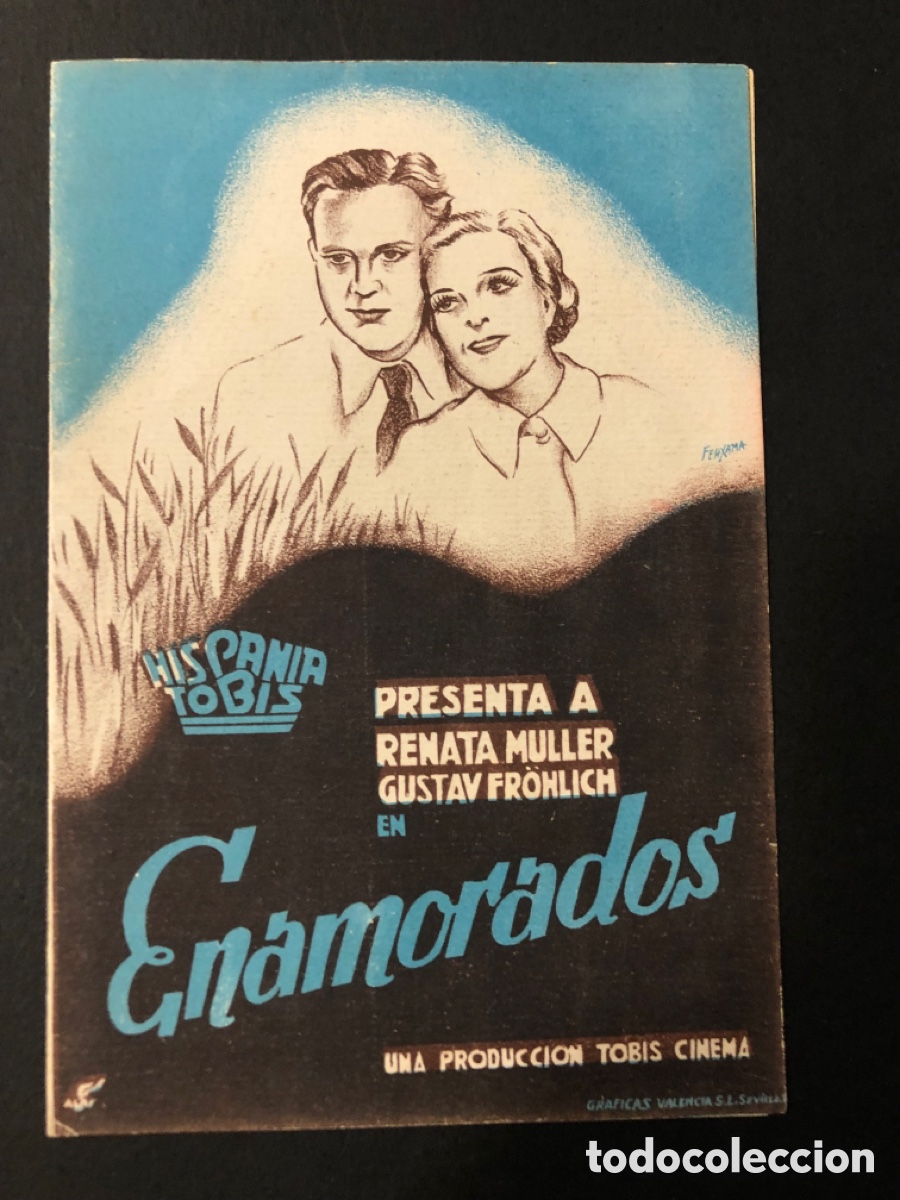 FERXAMA
HISPANIA
TOBIS
PRESENTA A
RENATA MULLER
GUSTAV FRÖHLICH
EN
Enamorados
UNA PRODUCCION TOBIS CINEMA
GRAFICAS VALENCIA S.L. SEVILLA
todocoleccion